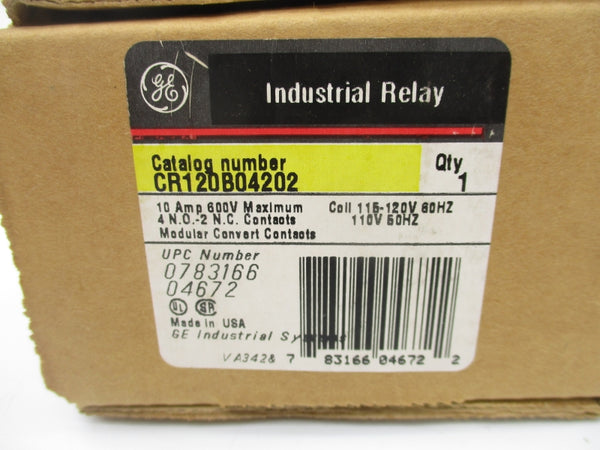 GE
Industrial Relay
Catalog number
CR120B04202
Qty
1
10 Amp 600V Maximum
4 N.O.-2 N.C. Contacts
Modular Convert Contacts
Coil 115-120V 60HZ
110V 50HZ
UPC Number
0783166
04672
UL SA
Made in USA
GE Industrial Systems
VA3428
7 83166 04672 2